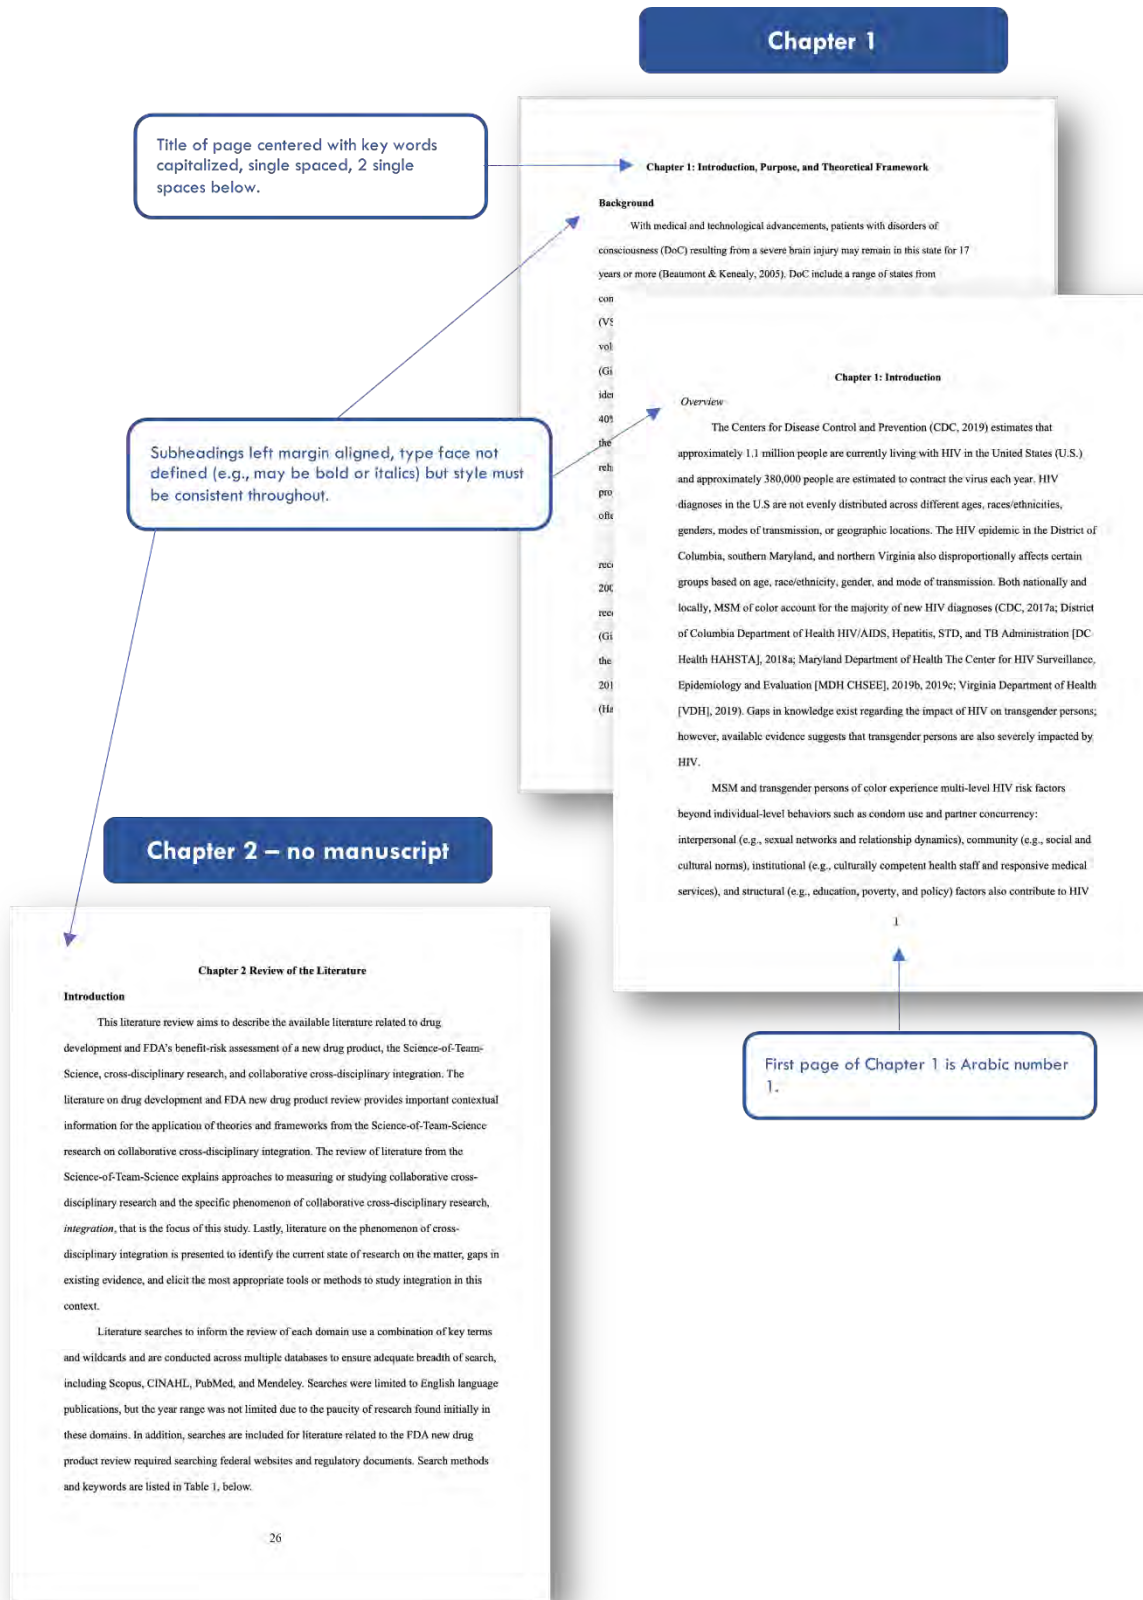 Chapter 1
Title of page centered with key words
capitalized, single spaced, 2 single
spaces below.
Chapter 1: Introduction, Purpose, and Theoretical Framework
Background
With medical and technological advancements, patients with disorders of
consciousness (DoC) resulting from a severe brain injury may remain in this state for 17
years or more (Beaumont & Kenealy, 2005). DoC include a range of states from
con
(VS
vol
(Gi
iden
40%
the
reh
pro
ofte
reco
200
rece
(Gi
the
201
(Ha
Subheadings left margin aligned, type face not
defined (e.g., may be bold or italics) but style must
be consistent throughout.
Chapter 1: Introduction
Overview
The Centers for Disease Control and Prevention (CDC, 2019) estimates that
approximately 1.1 million people are currently living with HIV in the United States (U.S.)
and approximately 380,000 people are estimated to contract the virus each year. HIV
diagnoses in the U.S are not evenly distributed across different ages, races/ethnicities,
genders, modes of transmission, or geographic locations. The HIV epidemic in the District of
Columbia, southern Maryland, and northern Virginia also disproportionally affects certain
groups based on age, race/ethnicity, gender, and mode of transmission. Both nationally and
locally, MSM of color account for the majority of new HIV diagnoses (CDC, 2017a; District
of Columbia Department of Health HIV/AIDS, Hepatitis, STD, and TB Administration [DC
Health HAHSTA], 2018a; Maryland Department of Health The Center for HIV Surveillance,
Epidemiology and Evaluation [MDH CHSEE], 2019b, 2019c; Virginia Department of Health
[VDH], 2019). Gaps in knowledge exist regarding the impact of HIV on transgender persons;
however, available evidence suggests that transgender persons are also severely impacted by
HIV.
MSM and transgender persons of color experience multi-level HIV risk factors
beyond individual-level behaviors such as condom use and partner concurrency:
interpersonal (e.g., sexual networks and relationship dynamics), community (e.g., social and
cultural norms), institutional (e.g., culturally competent health staff and responsive medical
services), and structural (e.g., education, poverty, and policy) factors also contribute to HIV
1
First page of Chapter 1 is Arabic number
1.
Chapter 2 – no manuscript
Chapter 2 Review of the Literature
Introduction
This literature review aims to describe the available literature related to drug
development and FDA's benefit-risk assessment of a new drug product, the Science-of-Team-
Science, cross-disciplinary research, and collaborative cross-disciplinary integration. The
literature on drug development and FDA new drug product review provides important contextual
information for the application of theories and frameworks from the Science-of-Team-Science
research on collaborative cross-disciplinary integration. The review of literature from the
Science-of-Team-Science explains approaches to measuring or studying collaborative cross-
disciplinary research and the specific phenomenon of collaborative cross-disciplinary research,
integration, that is the focus of this study. Lastly, literature on the phenomenon of cross-
disciplinary integration is presented to identify the current state of research on the matter, gaps in
existing evidence, and elicit the most appropriate tools or methods to study integration in this
context.
Literature searches to inform the review of each domain use a combination of key terms
and wildcards and are conducted across multiple databases to ensure adequate breadth of search,
including Scopus, CINAHL, PubMed, and Mendeley. Searches were limited to English language
publications, but the year range was not limited due to the paucity of research found initially in
these domains. In addition, searches are included for literature related to the FDA new drug
product review required searching federal websites and regulatory documents. Search methods
and keywords are listed in Table 1, below.
26